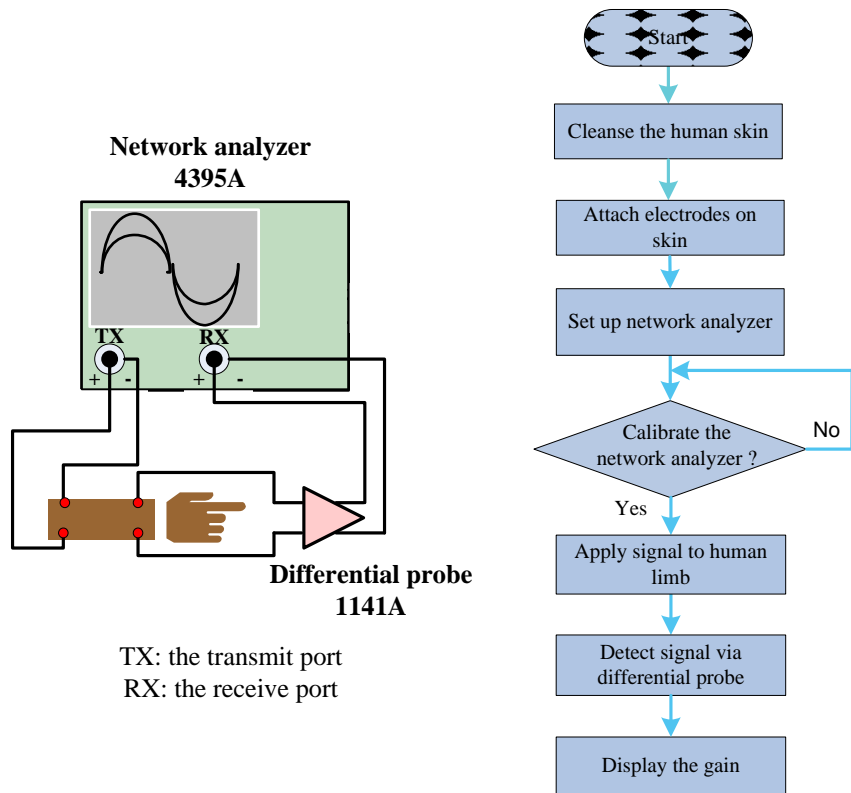 Network analyzer
4395A
TX
RX
+ -
+ -
Differential probe
1141A
TX: the transmit port
RX: the receive port
Start
Cleanse the human skin
Attach electrodes on
skin
Set up network analyzer
Calibrate the
network analyzer ?
No
Yes
Apply signal to human
limb
Detect signal via
differential probe
Display the gain